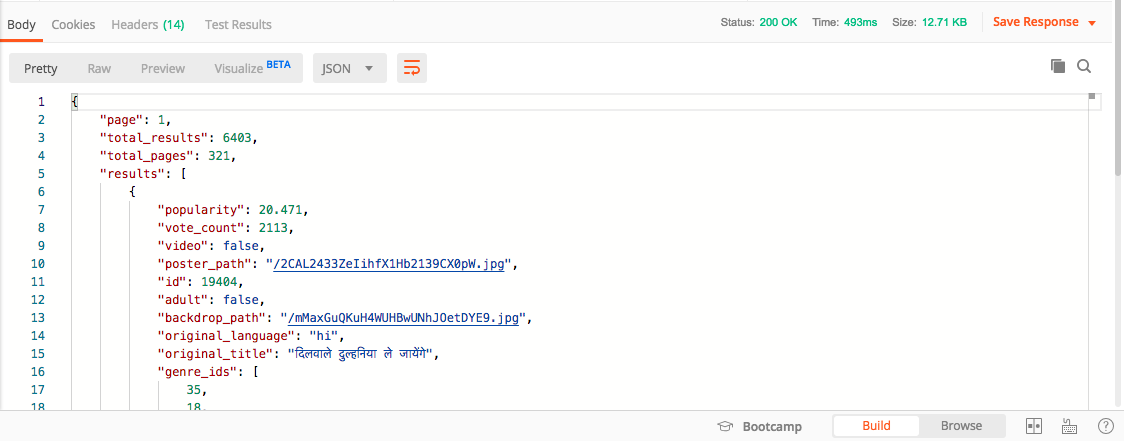 Body Cookies Headers (14) Test Results Status: 200 OK Time: 493ms Size: 12.71 KB Save Response
Pretty Raw Preview Visualize BETA JSON
1 {
2 "page": 1,
3 "total_results": 6403,
4 "total_pages": 321,
5 "results": [
6 {
7 "popularity": 20.471,
8 "vote_count": 2113,
9 "video": false,
10 "poster_path": "/2CAL2433ZeIihfX1Hb2139CX0pW.jpg",
11 "id": 19404,
12 "adult": false,
13 "backdrop_path": "/mMaxGuQKuH4WUHBwUNhJOetDYE9.jpg",
14 "original_language": "hi",
15 "original_title": "दिलवाले दुल्हनिया ले जायेंगे",
16 "genre_ids": [
17 35,
18 18,
Bootcamp Build Browse